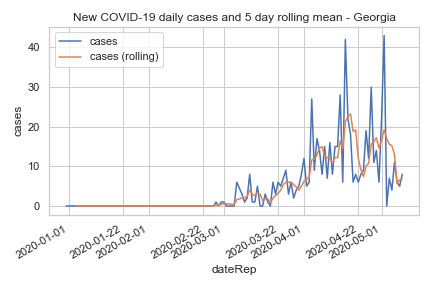 New COVID-19 daily cases and 5 day rolling mean - Georgia
cases
cases (rolling)
cases
40
30
20
10
0
2020-01-01
2020-01-22
2020-02-01
2020-02-22
2020-03-01
2020-03-22
2020-04-01
2020-04-22
2020-05-01
dateRep